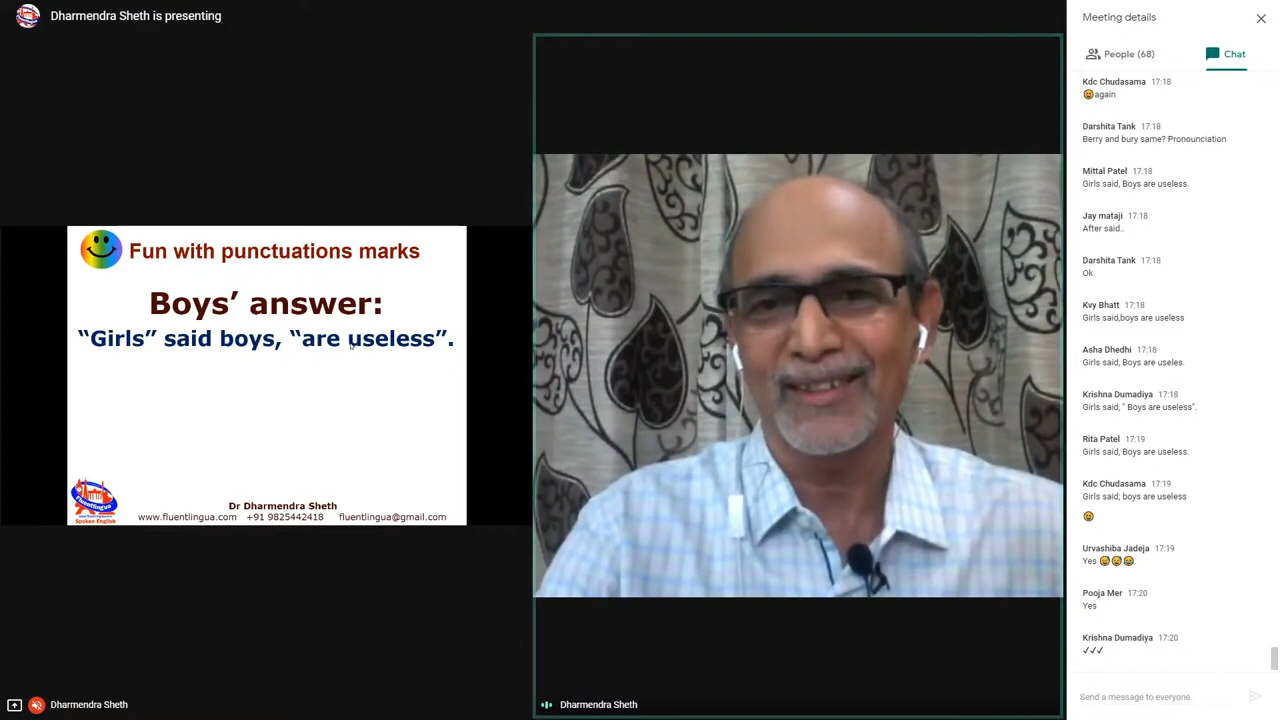 Dharmendra Sheth is presenting
Fun with punctuations marks
Boys’ answer:
“Girls” said boys, “are useless”.
Fluentlingua
Spoken English
Dr Dharmendra Sheth
www.fluentlingua.com +91 9825442418 fluentlingua@gmail.com
Dharmendra Sheth
Dharmendra Sheth
Meeting details
People (68)
Chat
Kdc Chudasama 17:18
😆again
Darshita Tank 17:18
Berry and bury same? Pronounciation
Mittal Patel 17:18
Girls said, Boys are useless.
Jay mataji 17:18
After said..
Darshita Tank 17:18
Ok
Kvy Bhatt 17:18
Girls said,boys are useless
Asha Dhedhi 17:18
Girls said, Boys are useles.
Krishna Dumadiya 17:18
Girls said, " Boys are useless".
Rita Patel 17:19
Girls said, Boys are useless.
Kdc Chudasama 17:19
Girls said; boys are useless
😆
Urvashiba Jadeja 17:19
Yes 😅😅😂
Pooja Mer 17:20
Yes
Krishna Dumadiya 17:20
✓✓✓
Send a message to everyone